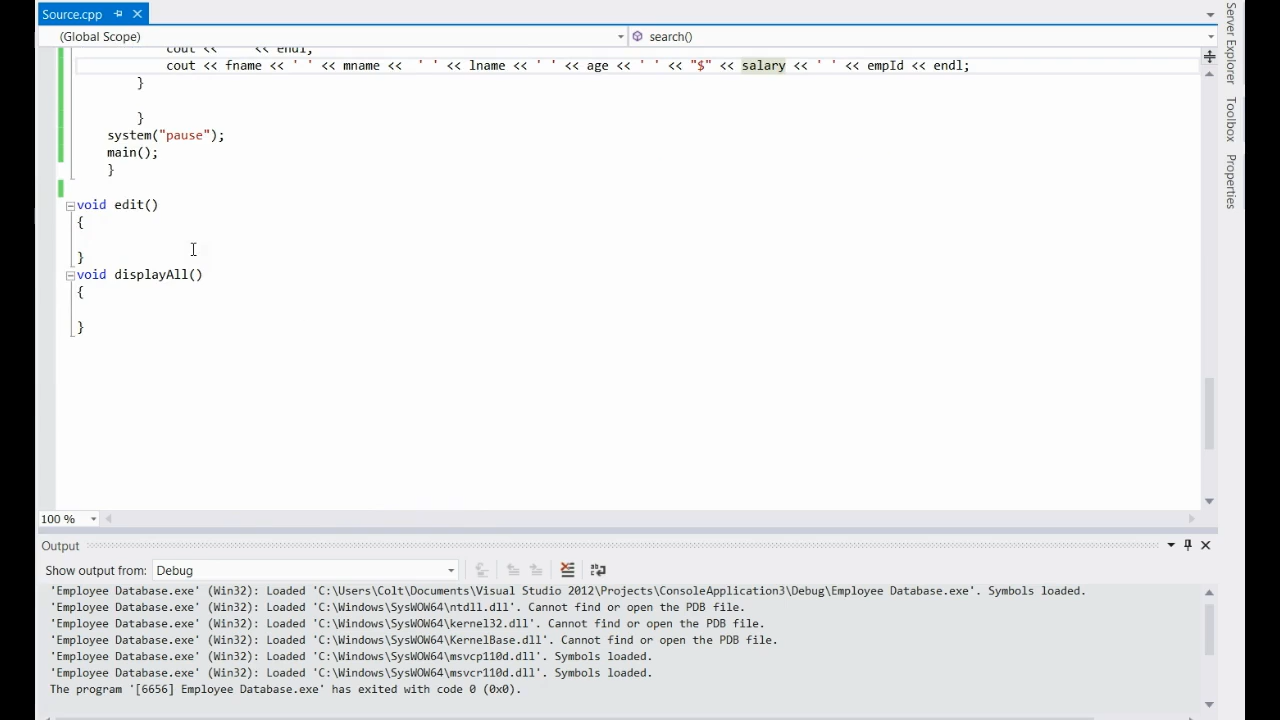 Source.cpp
(Global Scope) search()
cout << << endl;
cout << fname << ' ' << mname << ' ' << lname << ' ' << age << ' ' << "$" << salary << ' ' << empId << endl;
}
}
system("pause");
main();
}
void edit()
{
}
void displayAll()
{
}
100 %
Output
Show output from: Debug
'Employee Database.exe' (Win32): Loaded 'C:\Users\Colt\Documents\Visual Studio 2012\Projects\ConsoleApplication3\Debug\Employee Database.exe'. Symbols loaded.
'Employee Database.exe' (Win32): Loaded 'C:\Windows\SysWOW64\ntdll.dll'. Cannot find or open the PDB file.
'Employee Database.exe' (Win32): Loaded 'C:\Windows\SysWOW64\kernel32.dll'. Cannot find or open the PDB file.
'Employee Database.exe' (Win32): Loaded 'C:\Windows\SysWOW64\KernelBase.dll'. Cannot find or open the PDB file.
'Employee Database.exe' (Win32): Loaded 'C:\Windows\SysWOW64\msvcp110d.dll'. Symbols loaded.
'Employee Database.exe' (Win32): Loaded 'C:\Windows\SysWOW64\msvcr110d.dll'. Symbols loaded.
The program '[6656] Employee Database.exe' has exited with code 0 (0x0).
Server Explorer
Toolbox
Properties